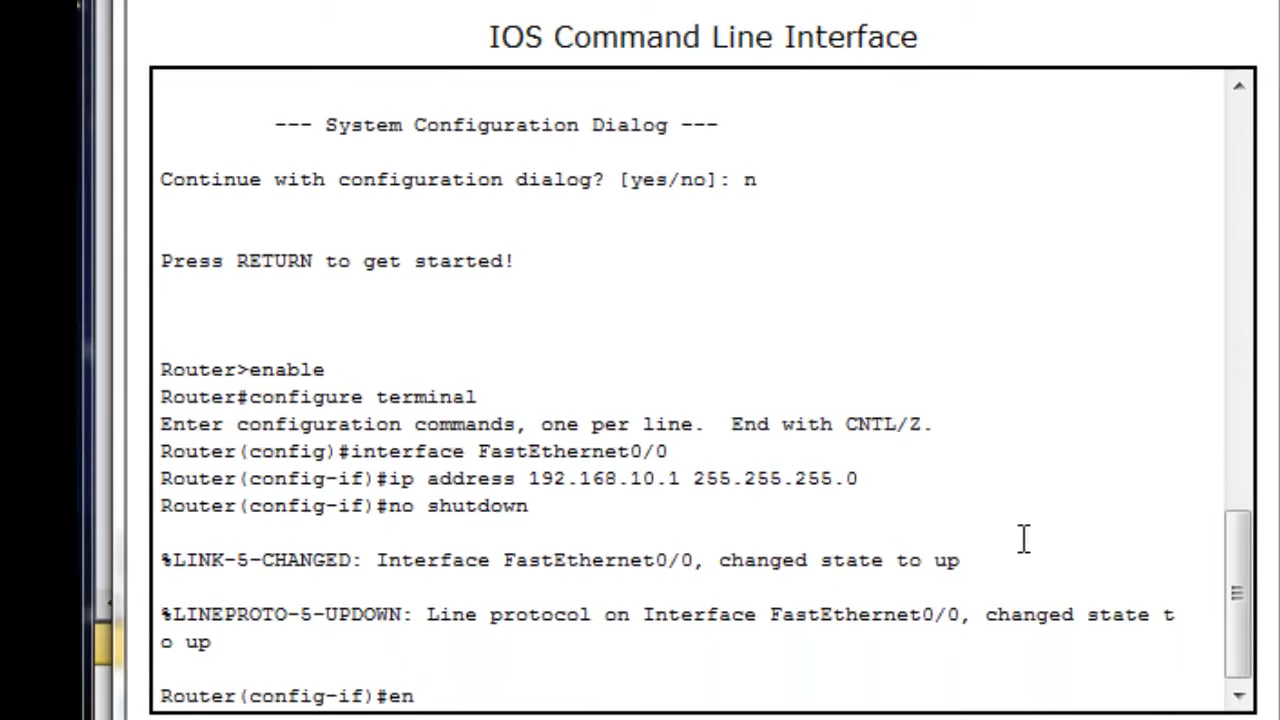 IOS Command Line Interface
--- System Configuration Dialog ---
Continue with configuration dialog? [yes/no]: n
Press RETURN to get started!
Router>enable
Router#configure terminal
Enter configuration commands, one per line.  End with CNTL/Z.
Router(config)#interface FastEthernet0/0
Router(config-if)#ip address 192.168.10.1 255.255.255.0
Router(config-if)#no shutdown
%LINK-5-CHANGED: Interface FastEthernet0/0, changed state to up
%LINEPROTO-5-UPDOWN: Line protocol on Interface FastEthernet0/0, changed state t
o up
Router(config-if)#en